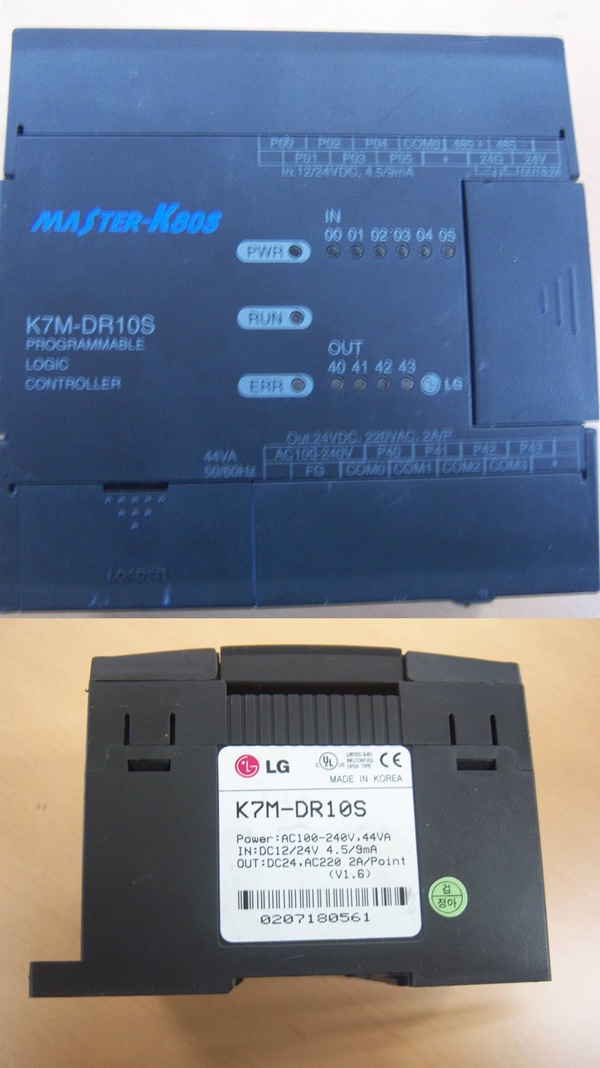 P00 P02 P04 COM0 485+ 485-
P01 P03 P05 • 24G 24V
In:12/24VDC, 4.5/9mA
MASTER-K80S
IN
00 01 02 03 04 05
PWR
K7M-DR10S
PROGRAMMABLE
LOGIC
CONTROLLER
RUN
OUT
40 41 42 43
ERR
LG
Out:24VDC, 220VAC, 2A/P
44VA
50/60Hz
AC100-240V P40 P41 P42 P43
FG COM0 COM1 COM2 COM3 •
LOADER
LG
c UL us
LISTED
CE
MADE IN KOREA
K7M-DR10S
Power:AC100-240V,44VA
IN:DC12/24V 4.5/9mA
OUT:DC24,AC220 2A/Point
(V1.6)
0207180561
검
정아